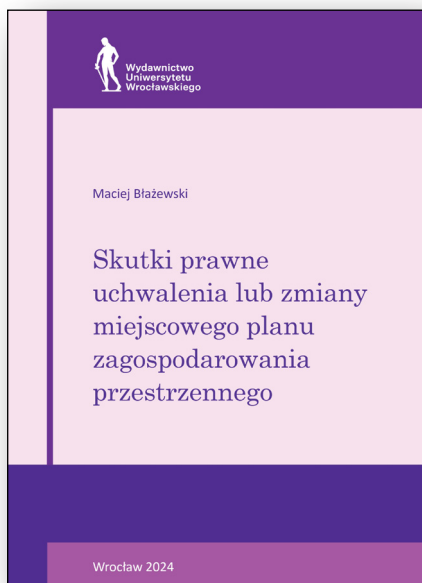 Wydawnictwo
Uniwersytetu
Wrocławskiego
Maciej Błażewski
Skutki prawne
uchwalenia lub zmiany
miejscowego planu
zagospodarowania
przestrzennego
Wrocław 2024